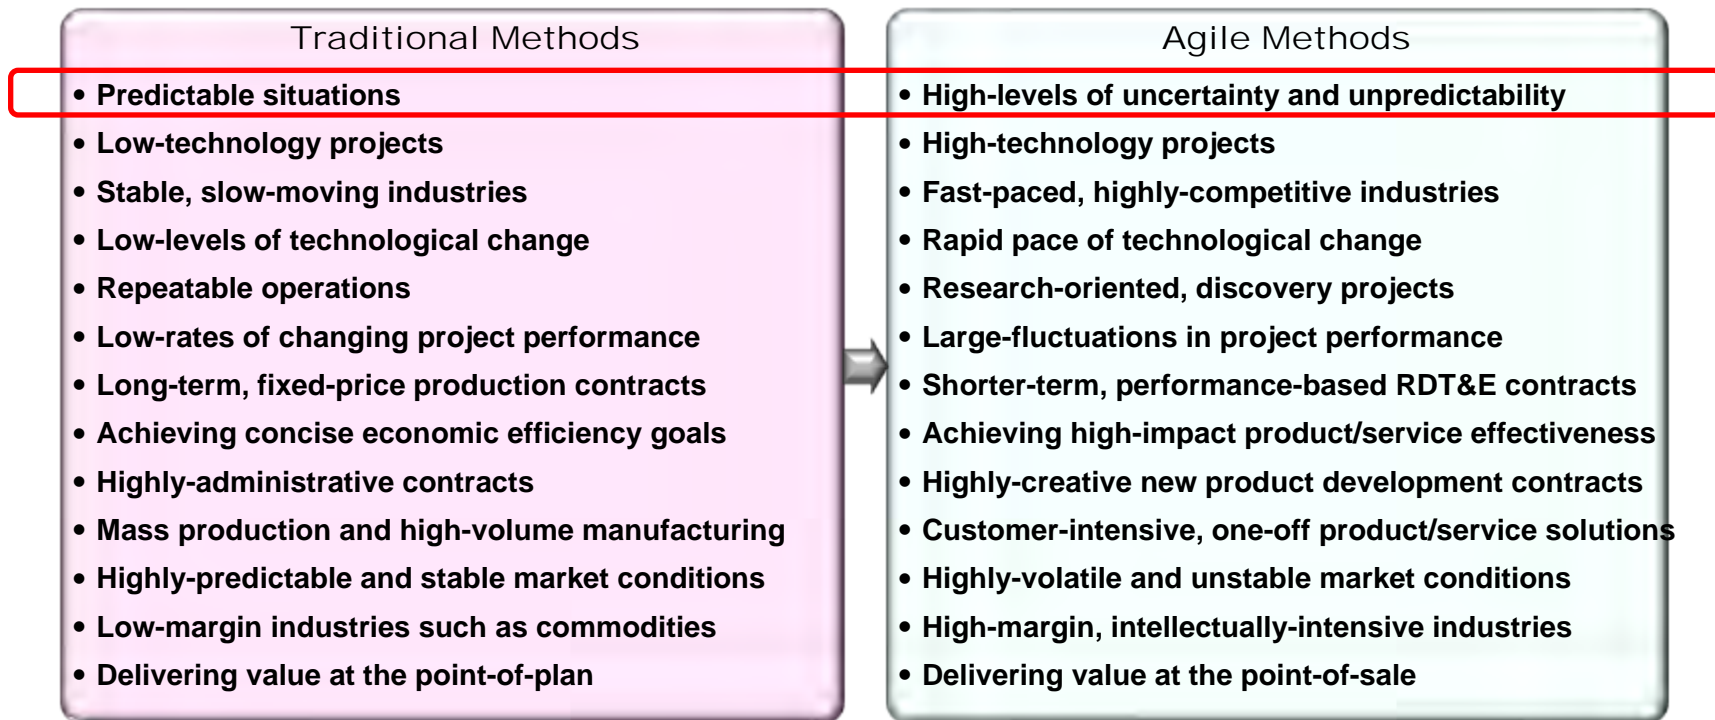 Traditional Methods
• Predictable situations
• Low-technology projects
• Stable, slow-moving industries
• Low-levels of technological change
• Repeatable operations
• Low-rates of changing project performance
• Long-term, fixed-price production contracts
• Achieving concise economic efficiency goals
• Highly-administrative contracts
• Mass production and high-volume manufacturing
• Highly-predictable and stable market conditions
• Low-margin industries such as commodities
• Delivering value at the point-of-plan
Agile Methods
• High-levels of uncertainty and unpredictability
• High-technology projects
• Fast-paced, highly-competitive industries
• Rapid pace of technological change
• Research-oriented, discovery projects
• Large-fluctuations in project performance
• Shorter-term, performance-based RDT&E contracts
• Achieving high-impact product/service effectiveness
• Highly-creative new product development contracts
• Customer-intensive, one-off product/service solutions
• Highly-volatile and unstable market conditions
• High-margin, intellectually-intensive industries
• Delivering value at the point-of-sale